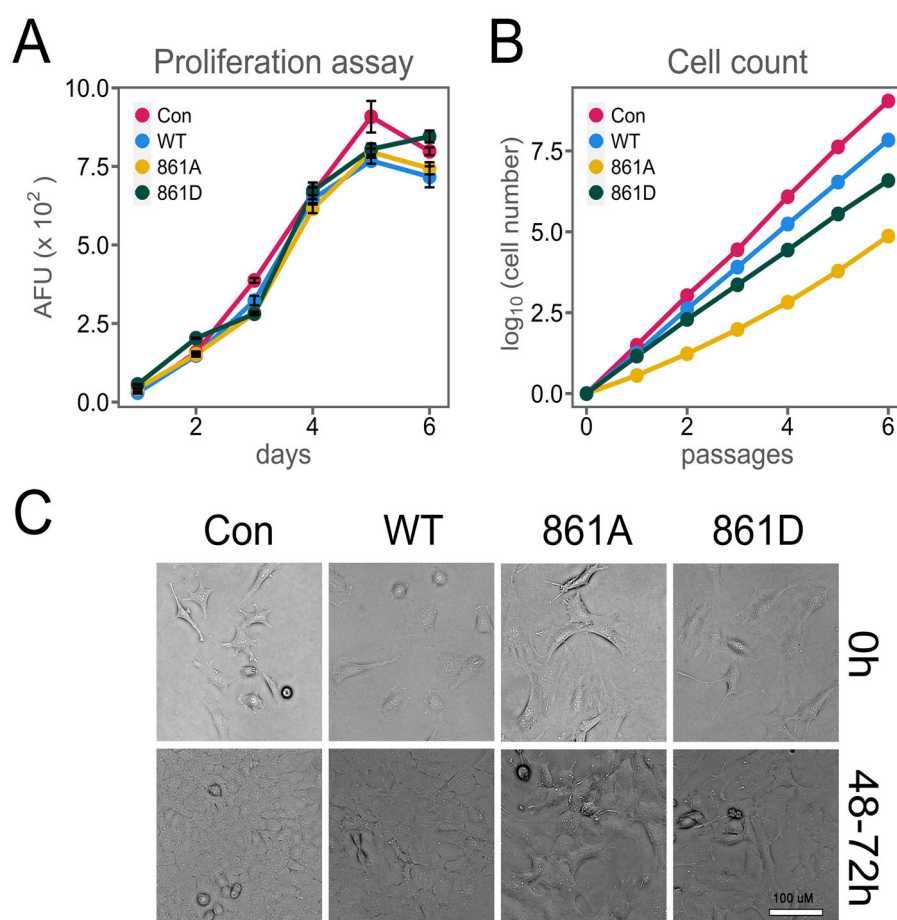 A
Proliferation assay
10.0
7.5
5.0
2.5
0.0
AFU (x 10²)
Con
WT
861A
861D
2
4
6
days
B
Cell count
7.5
5.0
2.5
0.0
log₁₀ (cell number)
Con
WT
861A
861D
0
2
4
6
passages
C
Con WT 861A 861D
0h
48-72h
100 uM